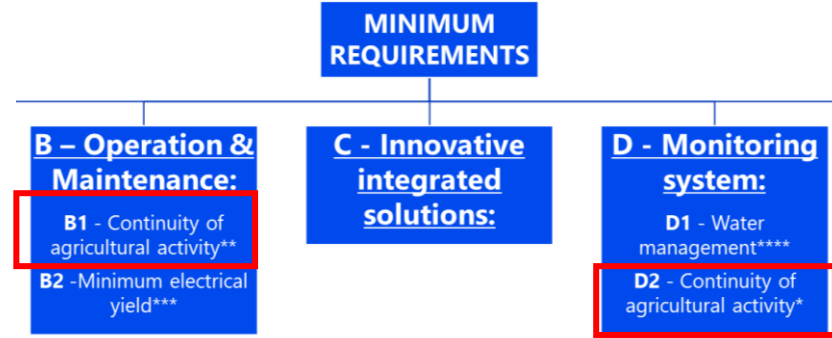 MINIMUM
REQUIREMENTS
B – Operation &
Maintenance:
B1 - Continuity of
agricultural activity**
B2 -Minimum electrical
yield***
C - Innovative
integrated
solutions:
D - Monitoring
system:
D1 - Water
management****
D2 - Continuity of
agricultural activity*